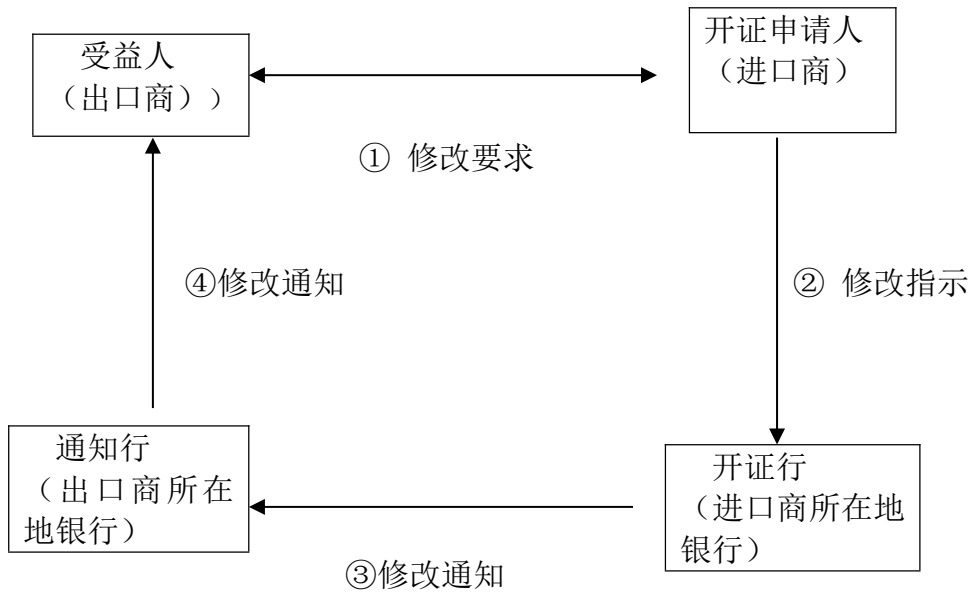 受益人
（出口商））
开证申请人
（进口商）
① 修改要求
④修改通知
② 修改指示
通知行
（出口商所在
地银行）
开证行
（进口商所在地
银行）
③修改通知